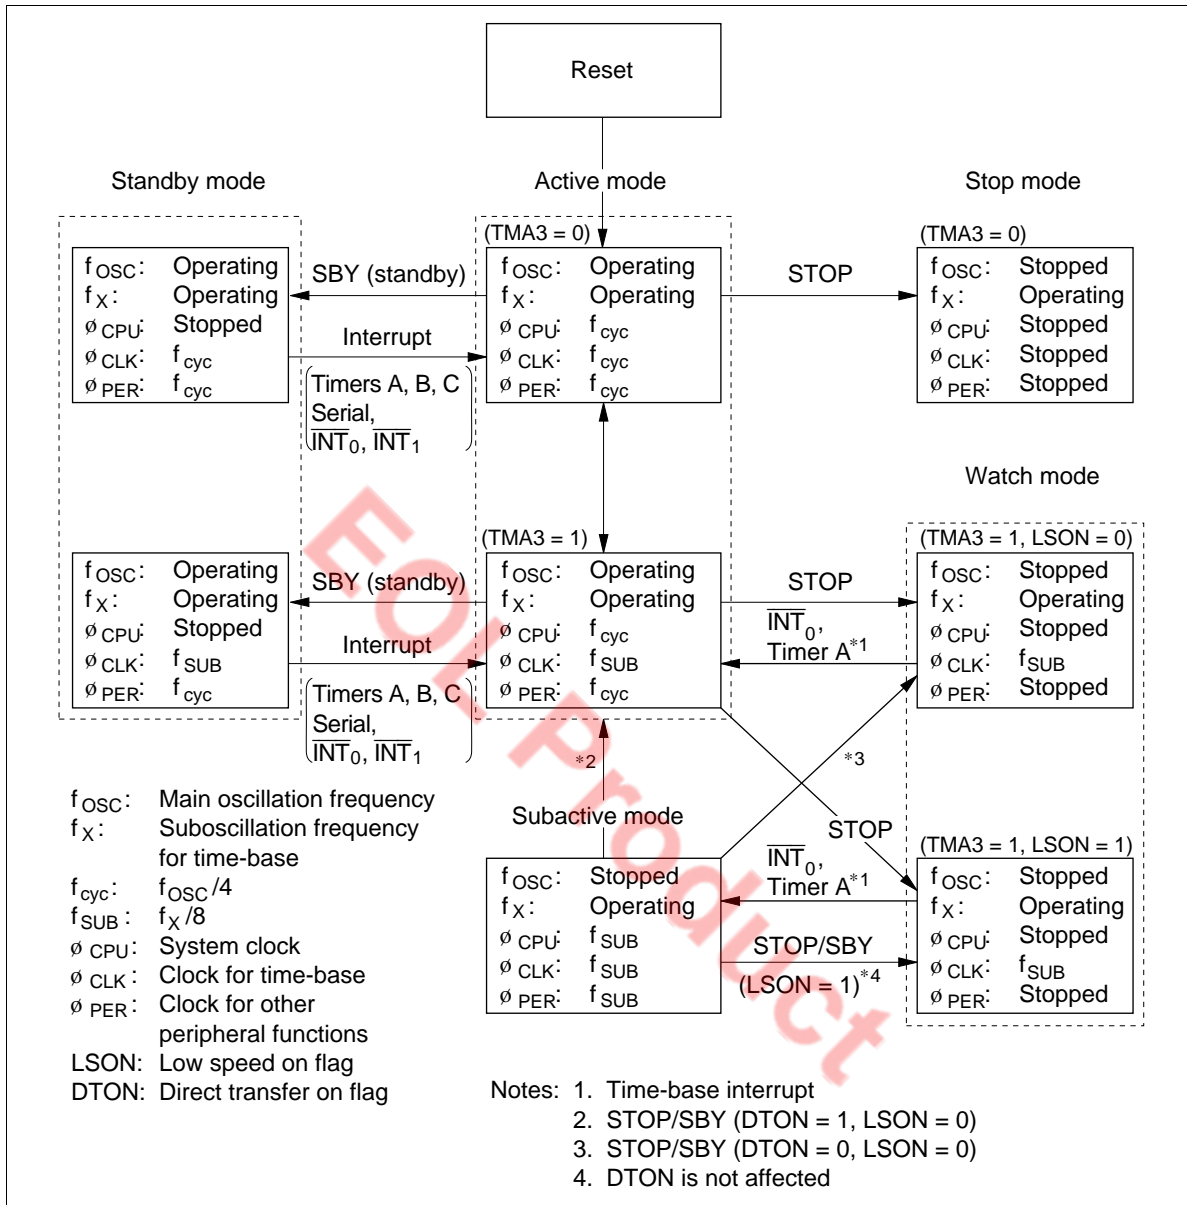 Reset
Standby mode
Active mode
Stop mode
(TMA3 = 0)
(TMA3 = 0)
fOSC: Operating
fX: Operating
øCPU: Stopped
øCLK: fcyc
øPER: fcyc
SBY (standby)
Interrupt
Timers A, B, C
Serial,
INT0, INT1
fOSC: Operating
fX: Operating
øCPU: fcyc
øCLK: fcyc
øPER: fcyc
STOP
fOSC: Stopped
fX: Operating
øCPU: Stopped
øCLK: Stopped
øPER: Stopped
Watch mode
(TMA3 = 1)
(TMA3 = 1, LSON = 0)
fOSC: Operating
fX: Operating
øCPU: Stopped
øCLK: fSUB
øPER: fcyc
SBY (standby)
Interrupt
Timers A, B, C
Serial,
INT0, INT1
fOSC: Operating
fX: Operating
øCPU: fcyc
øCLK: fSUB
øPER: fcyc
STOP
INT0,
Timer A*1
fOSC: Stopped
fX: Operating
øCPU: Stopped
øCLK: fSUB
øPER: Stopped
*2
*3
Subactive mode
STOP
(TMA3 = 1, LSON = 1)
fOSC: Stopped
fX: Operating
øCPU: fSUB
øCLK: fSUB
øPER: fSUB
INT0,
Timer A*1
STOP/SBY
(LSON = 1)*4
fOSC: Stopped
fX: Operating
øCPU: Stopped
øCLK: fSUB
øPER: Stopped
fOSC: Main oscillation frequency
fX: Suboscillation frequency
for time-base
fcyc: fOSC/4
fSUB: fX/8
øCPU: System clock
øCLK: Clock for time-base
øPER: Clock for other
peripheral functions
LSON: Low speed on flag
DTON: Direct transfer on flag
Notes: 1. Time-base interrupt
2. STOP/SBY (DTON = 1, LSON = 0)
3. STOP/SBY (DTON = 0, LSON = 0)
4. DTON is not affected
EOL Product